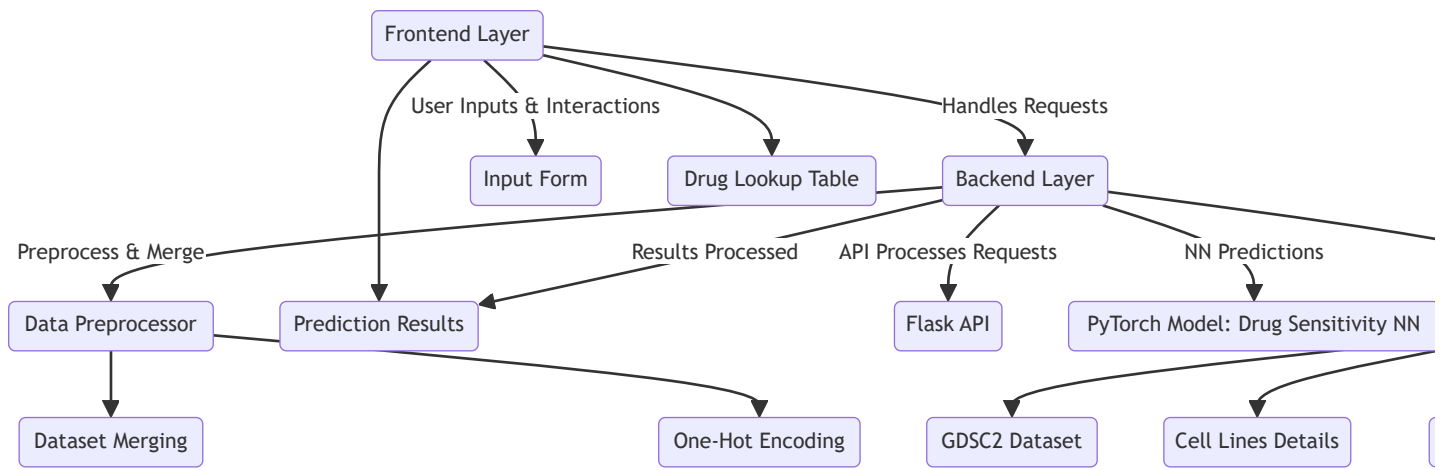 Frontend Layer
User Inputs & Interactions
Handles Requests
Input Form
Drug Lookup Table
Backend Layer
Preprocess & Merge
Results Processed
API Processes Requests
NN Predictions
Data Preprocessor
Prediction Results
Flask API
PyTorch Model: Drug Sensitivity NN
Dataset Merging
One-Hot Encoding
GDSC2 Dataset
Cell Lines Details